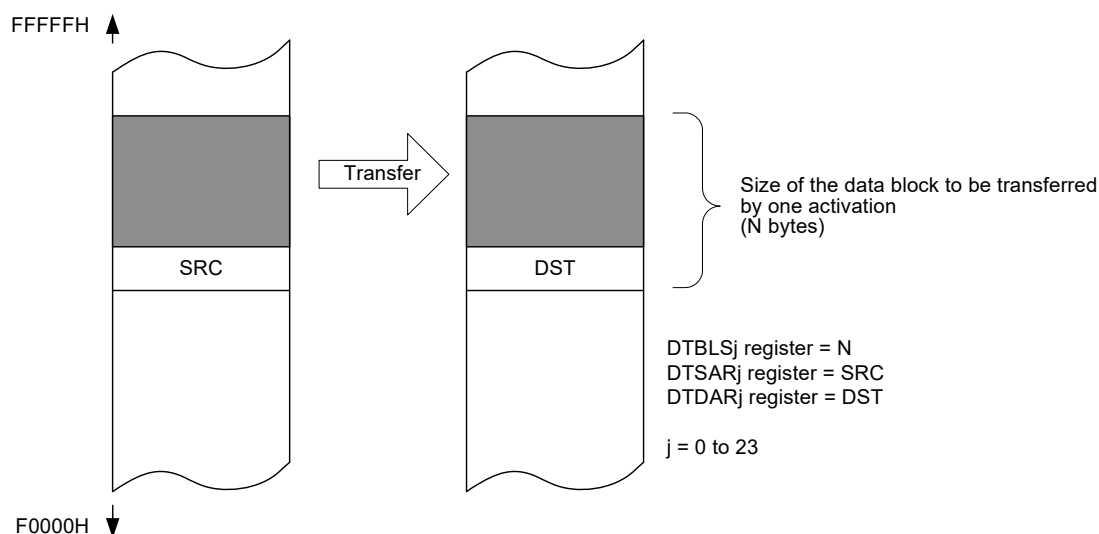 FFFFFH
Transfer
Size of the data block to be transferred
by one activation
(N bytes)
SRC
DST
DTBLSj register = N
DTSARj register = SRC
DTDARj register = DST
j = 0 to 23
F0000H